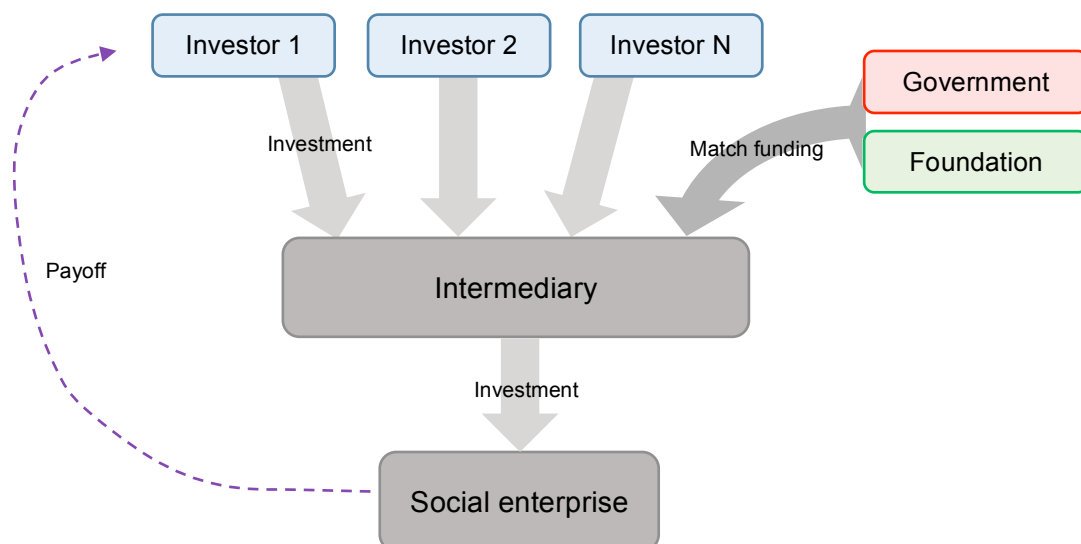 Investor 1
Investor 2
Investor N
Government
Investment
Match funding
Foundation
Payoff
Intermediary
Investment
Social enterprise